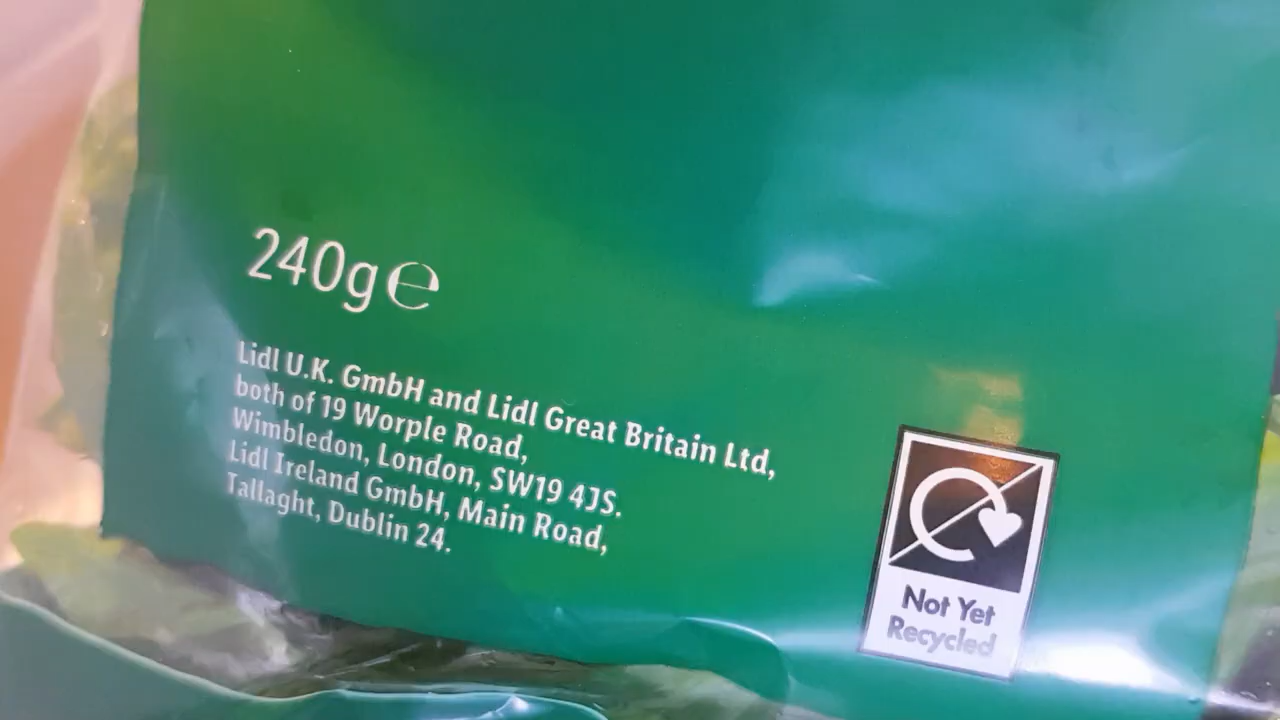 240g℮
Lidl U.K. GmbH and Lidl Great Britain Ltd,
both of 19 Worple Road,
Wimbledon, London, SW19 4JS.
Lidl Ireland GmbH, Main Road,
Tallaght, Dublin 24.
Not Yet
Recycled